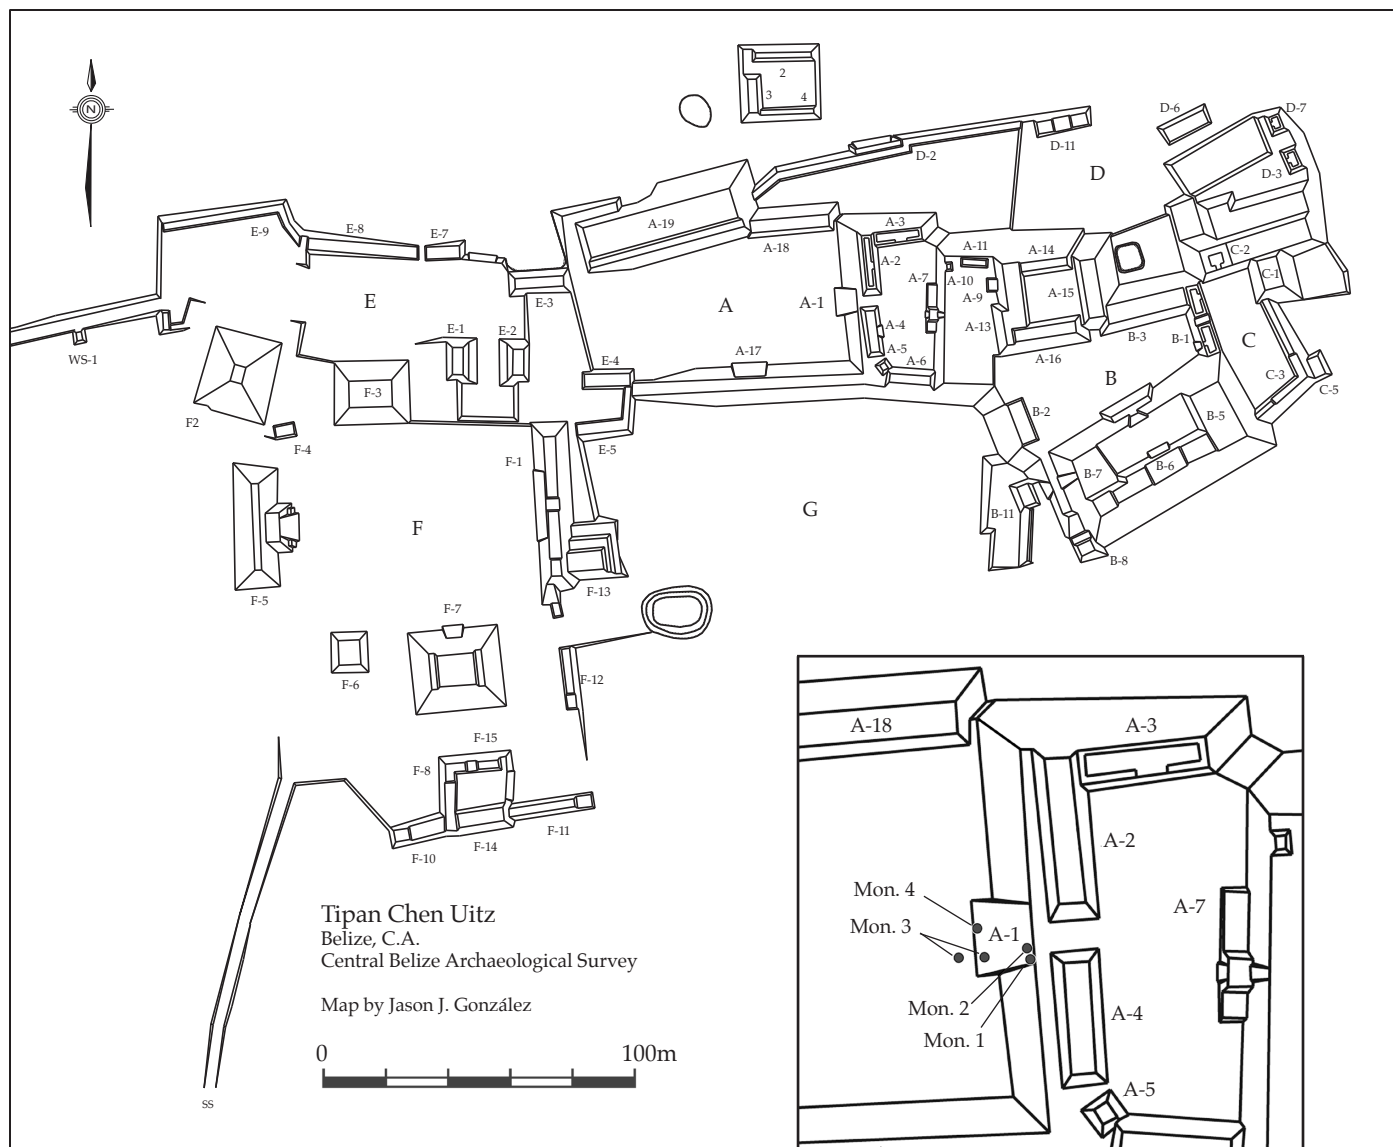 N
2
3
4
D-6
D-7
D-11
D-2
D
D-3
E-9
E-8
E-7
A-19
A-18
A-3
A-11
A-14
C-2
C-1
A-2
A-7
A-10
E
E-3
A
A-1
A-9
A-15
WS-1
E-1
E-2
A-4
A-13
B-3
B-1
C
A-17
A-5
A-6
A-16
E-4
B
C-3
C-5
F-3
F2
F-4
F-1
E-5
B-2
B-5
B-7
B-6
F
G
B-11
B-8
F-5
F-13
F-7
F-6
F-12
F-15
F-8
F-11
F-10
F-14
SS
Tipan Chen Uitz
Belize, C.A.
Central Belize Archaeological Survey
Map by Jason J. González
0 100m
A-18
A-3
A-2
Mon. 4
A-7
Mon. 3
A-1
Mon. 2
A-4
Mon. 1
A-5